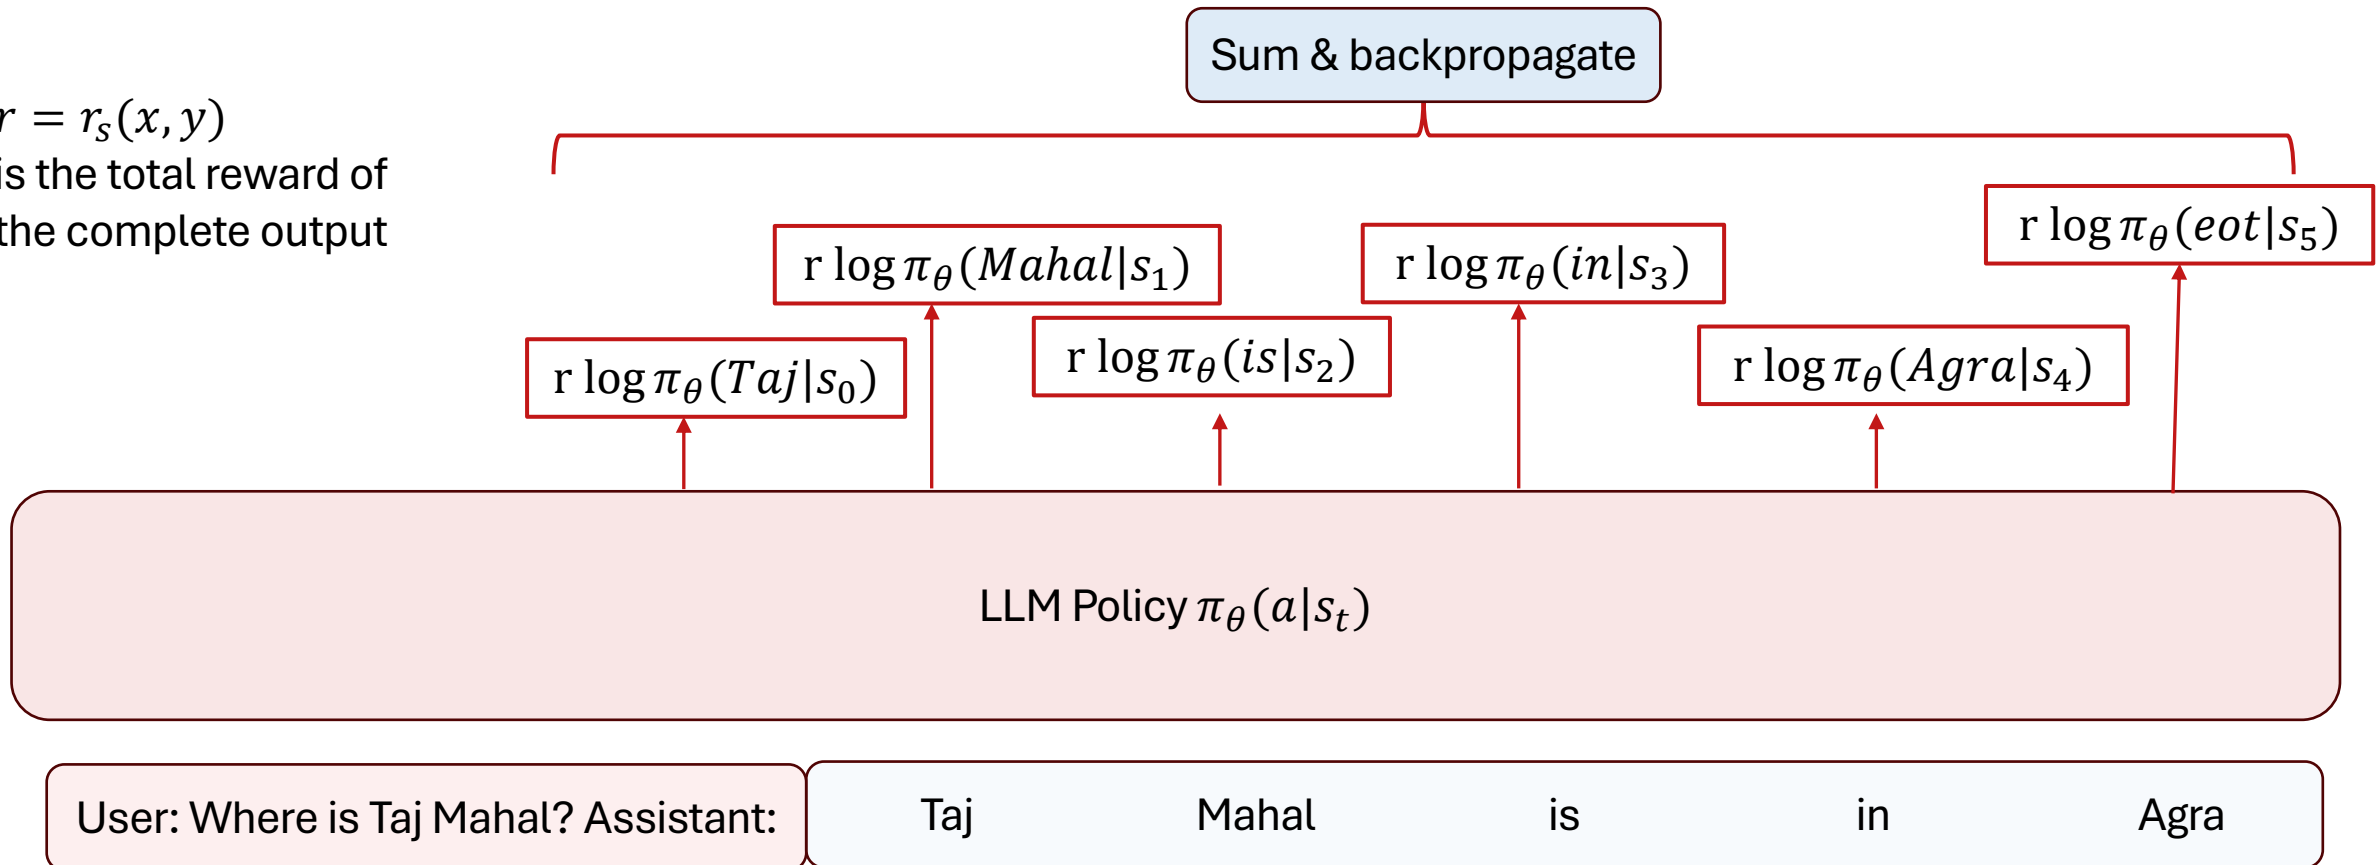 Sum & backpropagate
r = r_s(x, y)
is the total reward of
the complete output
r log π_θ(eot|s_5)
r log π_θ(Mahal|s_1)
r log π_θ(in|s_3)
r log π_θ(is|s_2)
r log π_θ(Agra|s_4)
r log π_θ(Taj|s_0)
LLM Policy π_θ(a|s_t)
User: Where is Taj Mahal? Assistant: Taj Mahal is in Agra